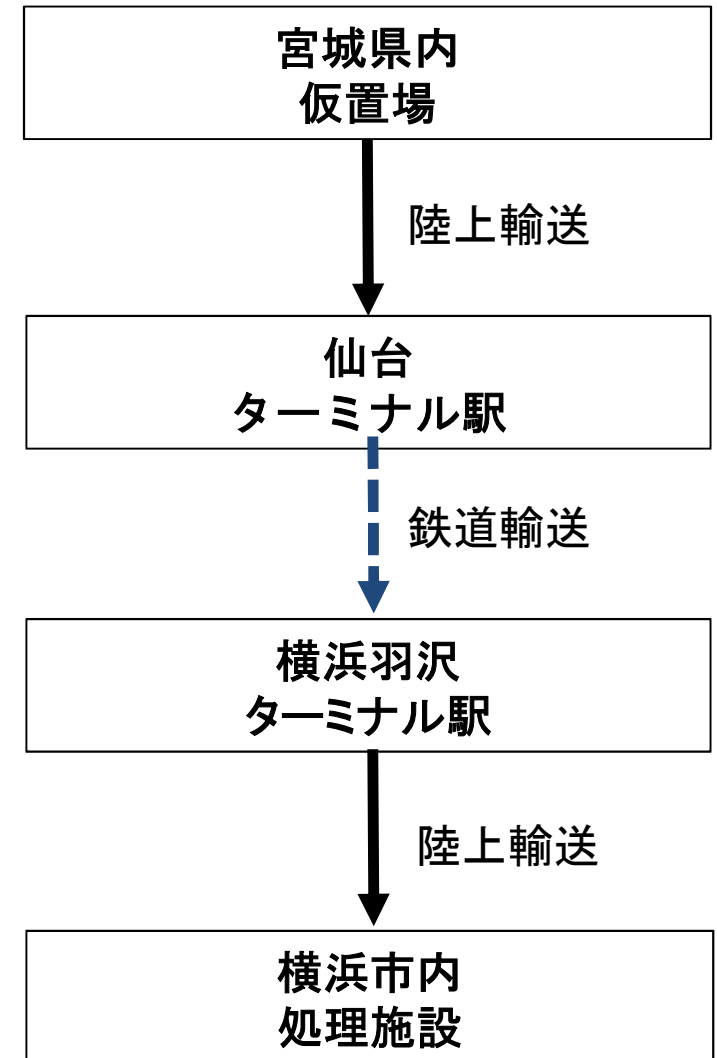 宮城県内
仮置場
陸上輸送
仙台
ターミナル駅
鉄道輸送
横浜羽沢
ターミナル駅
陸上輸送
横浜市内
処理施設